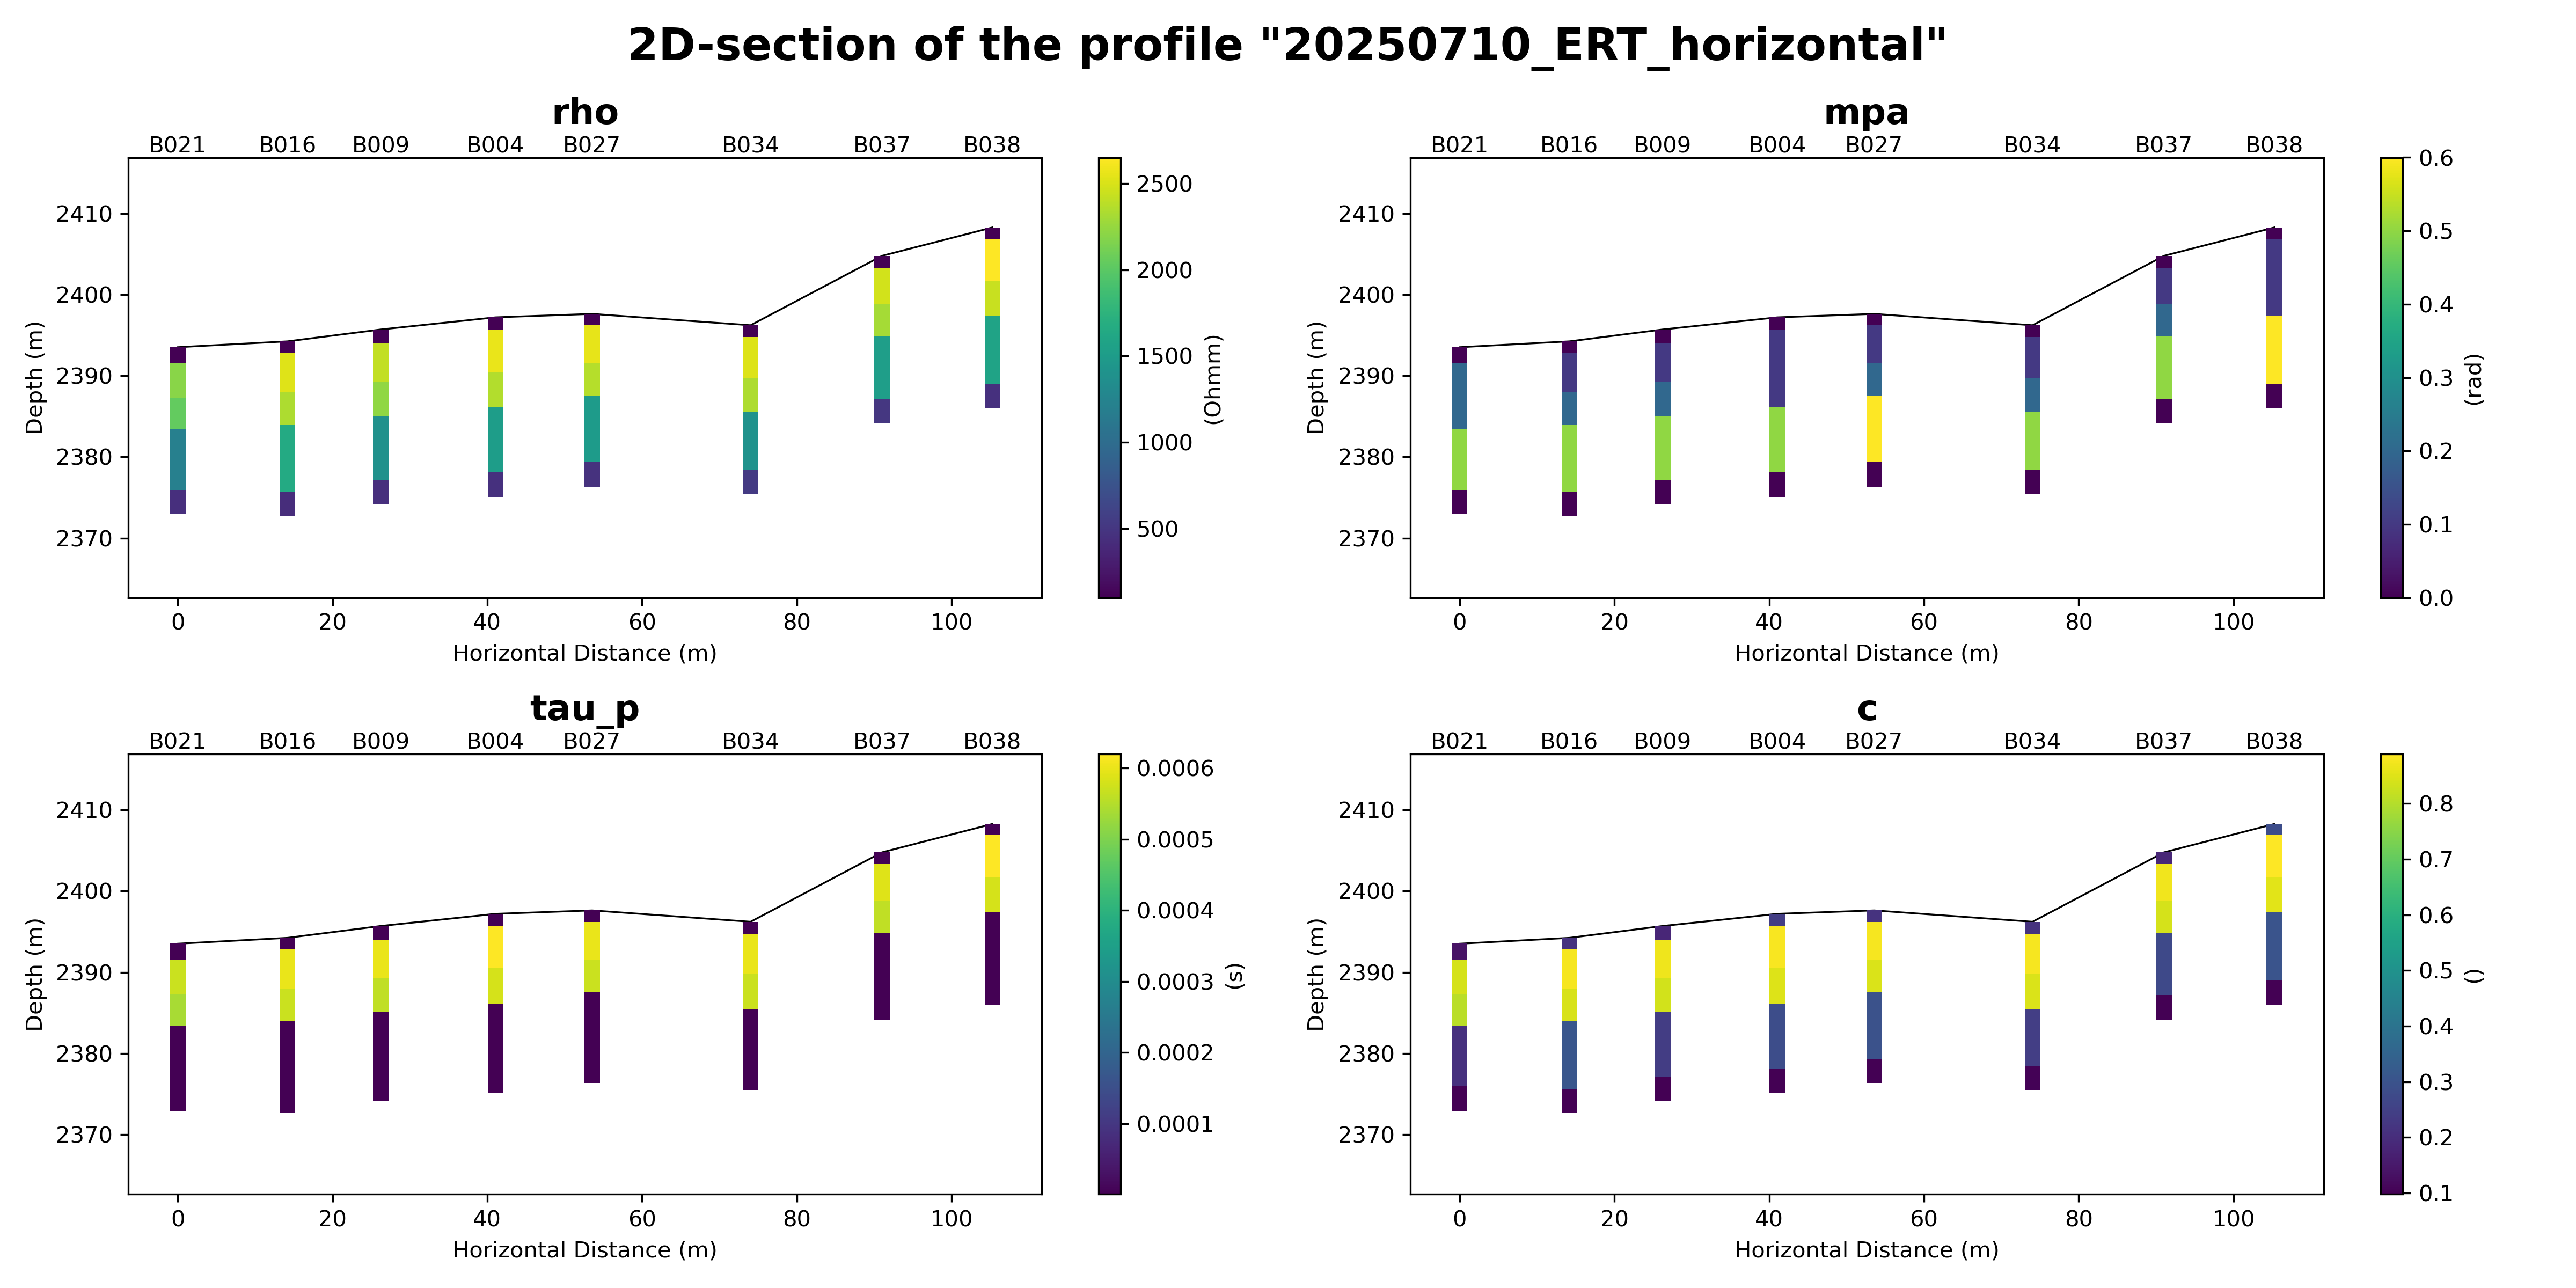 2D-section of the profile "20250710_ERT_horizontal"
rho
B021 B016 B009 B004 B027 B034 B037 B038
2410
2400
2390
2380
2370
Depth (m)
0 20 40 60 80 100
Horizontal Distance (m)
2500
2000
1500
1000
500
(Ohmm)
mpa
B021 B016 B009 B004 B027 B034 B037 B038
2410
2400
2390
2380
2370
Depth (m)
0 20 40 60 80 100
Horizontal Distance (m)
0.6
0.5
0.4
0.3
0.2
0.1
0.0
(rad)
tau_p
B021 B016 B009 B004 B027 B034 B037 B038
2410
2400
2390
2380
2370
Depth (m)
0 20 40 60 80 100
Horizontal Distance (m)
0.0006
0.0005
0.0004
0.0003
0.0002
0.0001
(s)
c
B021 B016 B009 B004 B027 B034 B037 B038
2410
2400
2390
2380
2370
Depth (m)
0 20 40 60 80 100
Horizontal Distance (m)
0.8
0.7
0.6
0.5
0.4
0.3
0.2
0.1
()